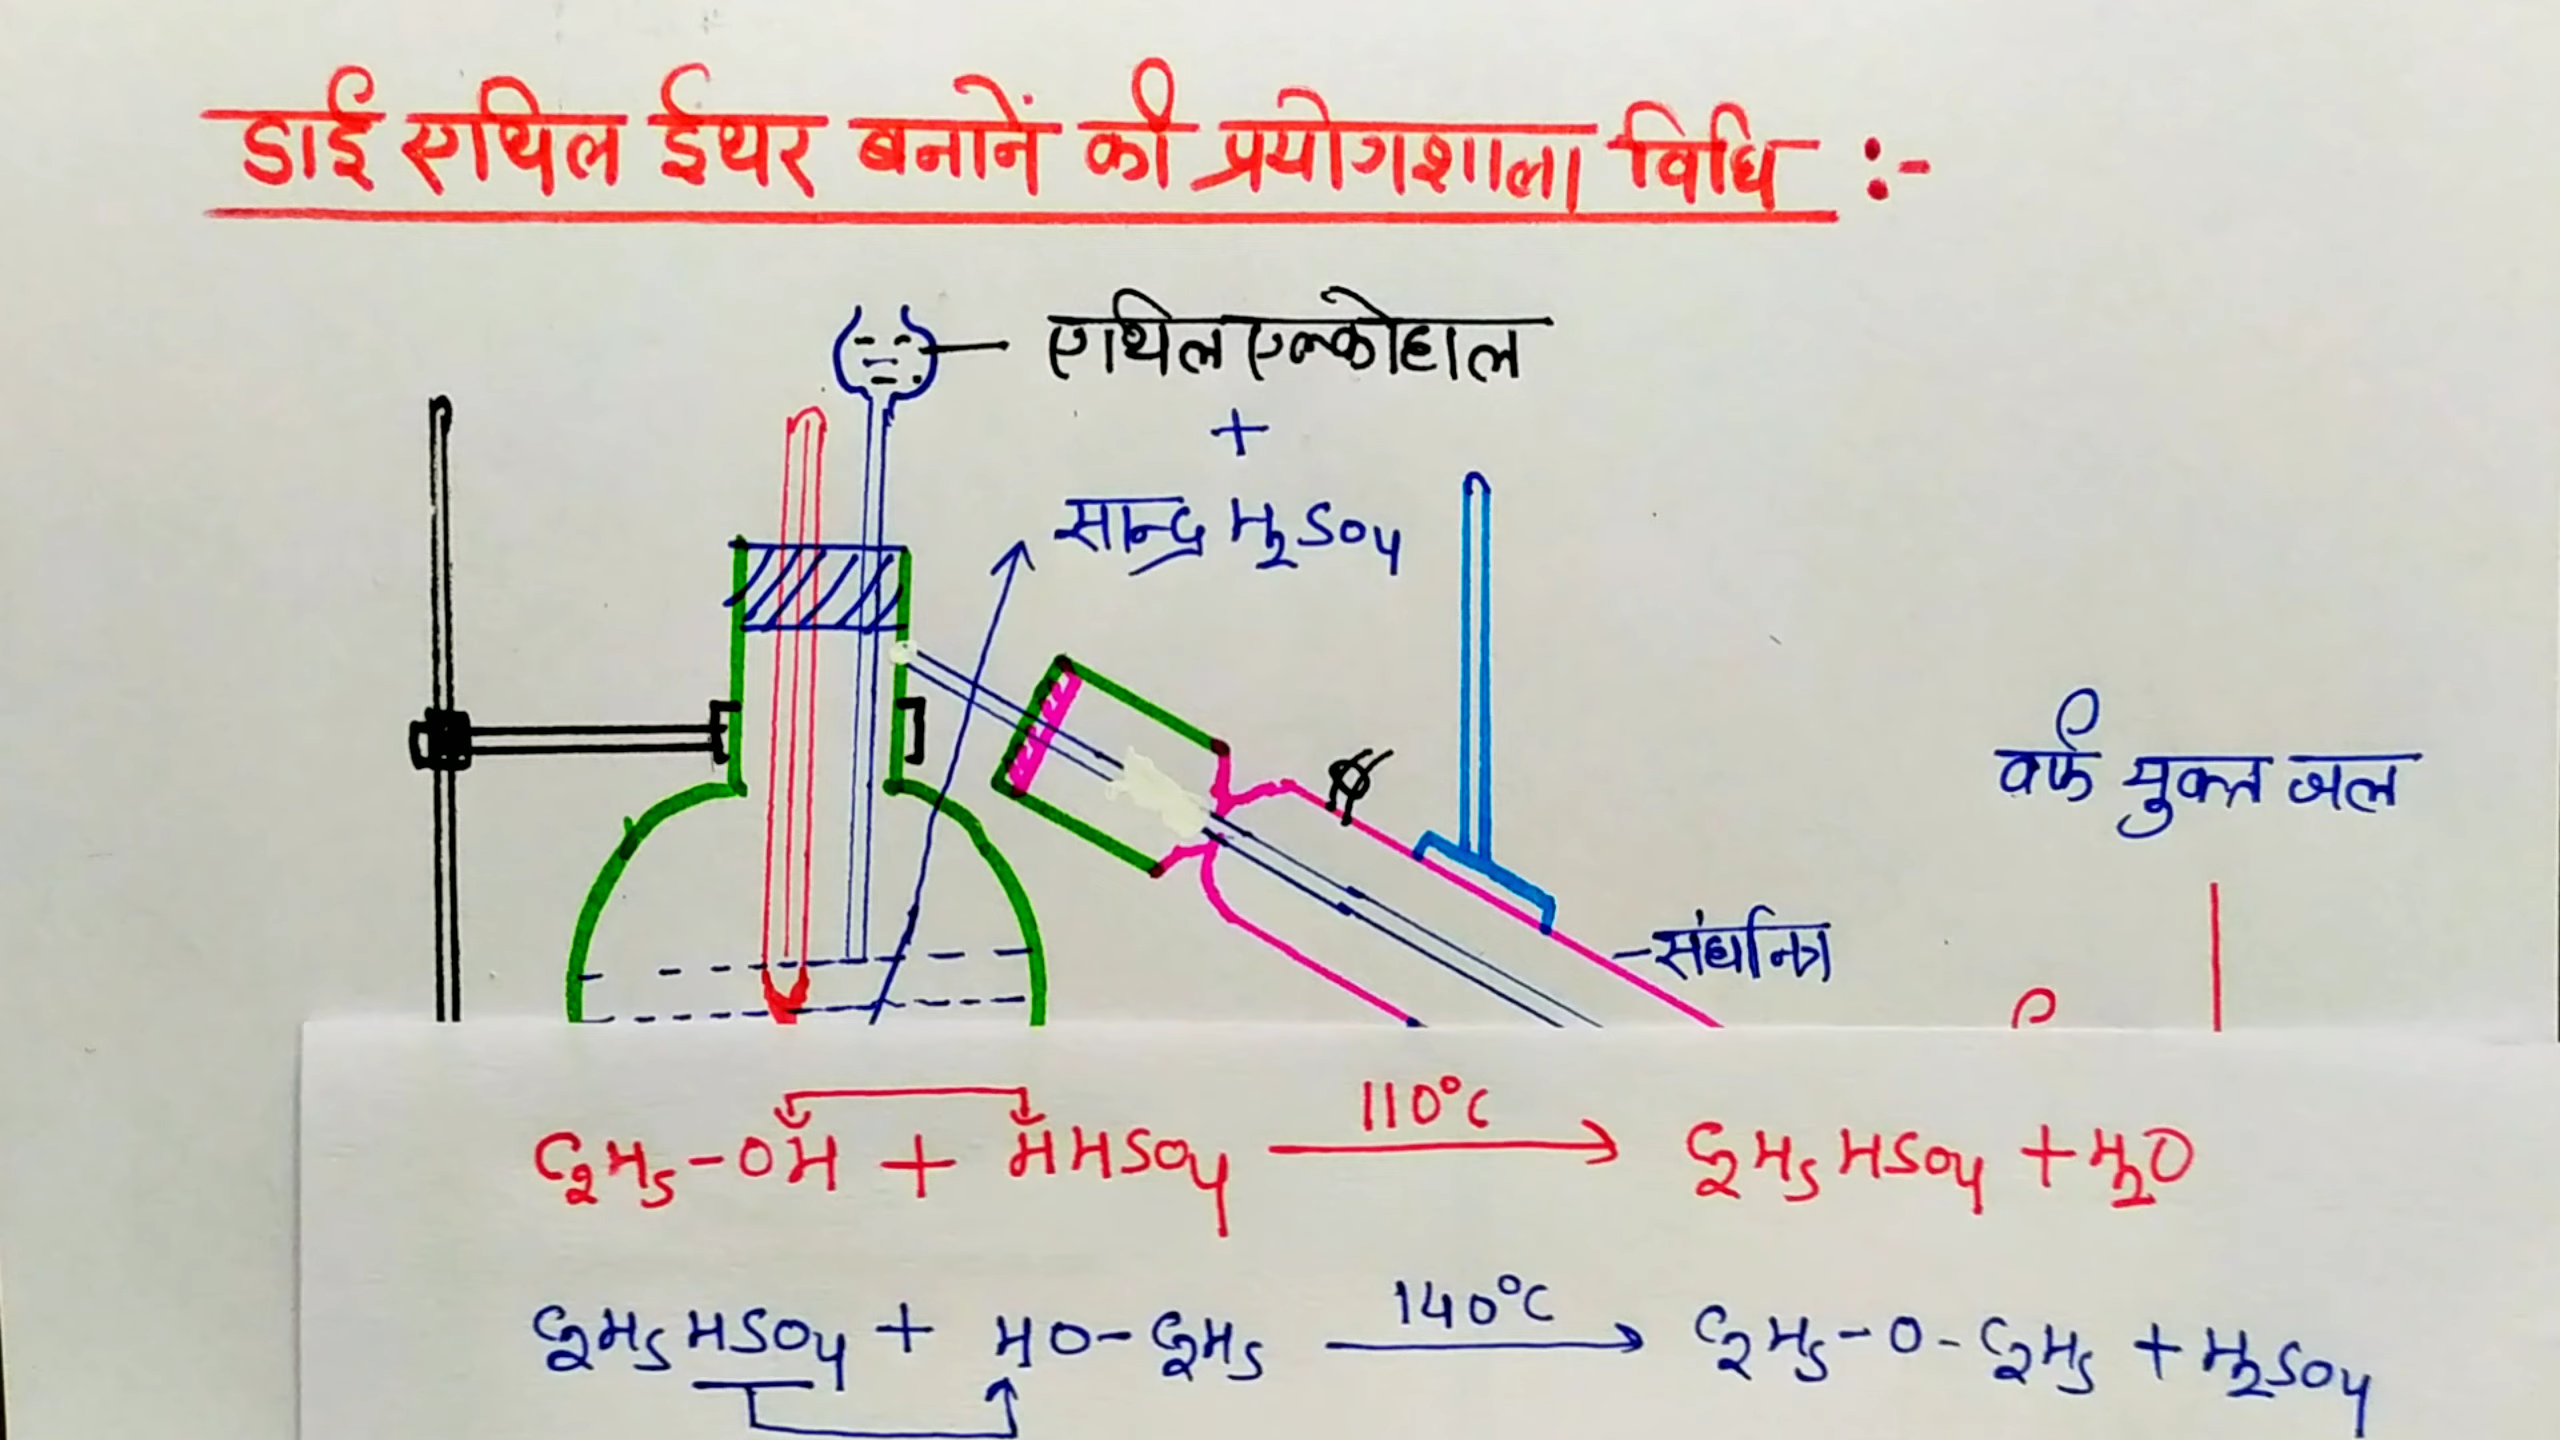 डाई एथिल ईथर बनानें की प्रयोगशाला विधि :-
एथिल एल्कोहाल
+
सान्द्र H₂SO₄
वर्फ युक्त जल
संघनित्र
110°C
C₂H₅-OH + HHSO₄ → C₂H₅HSO₄ + H₂O
140°C
C₂H₅HSO₄ + HO-C₂H₅ → C₂H₅-O-C₂H₅ + H₂SO₄